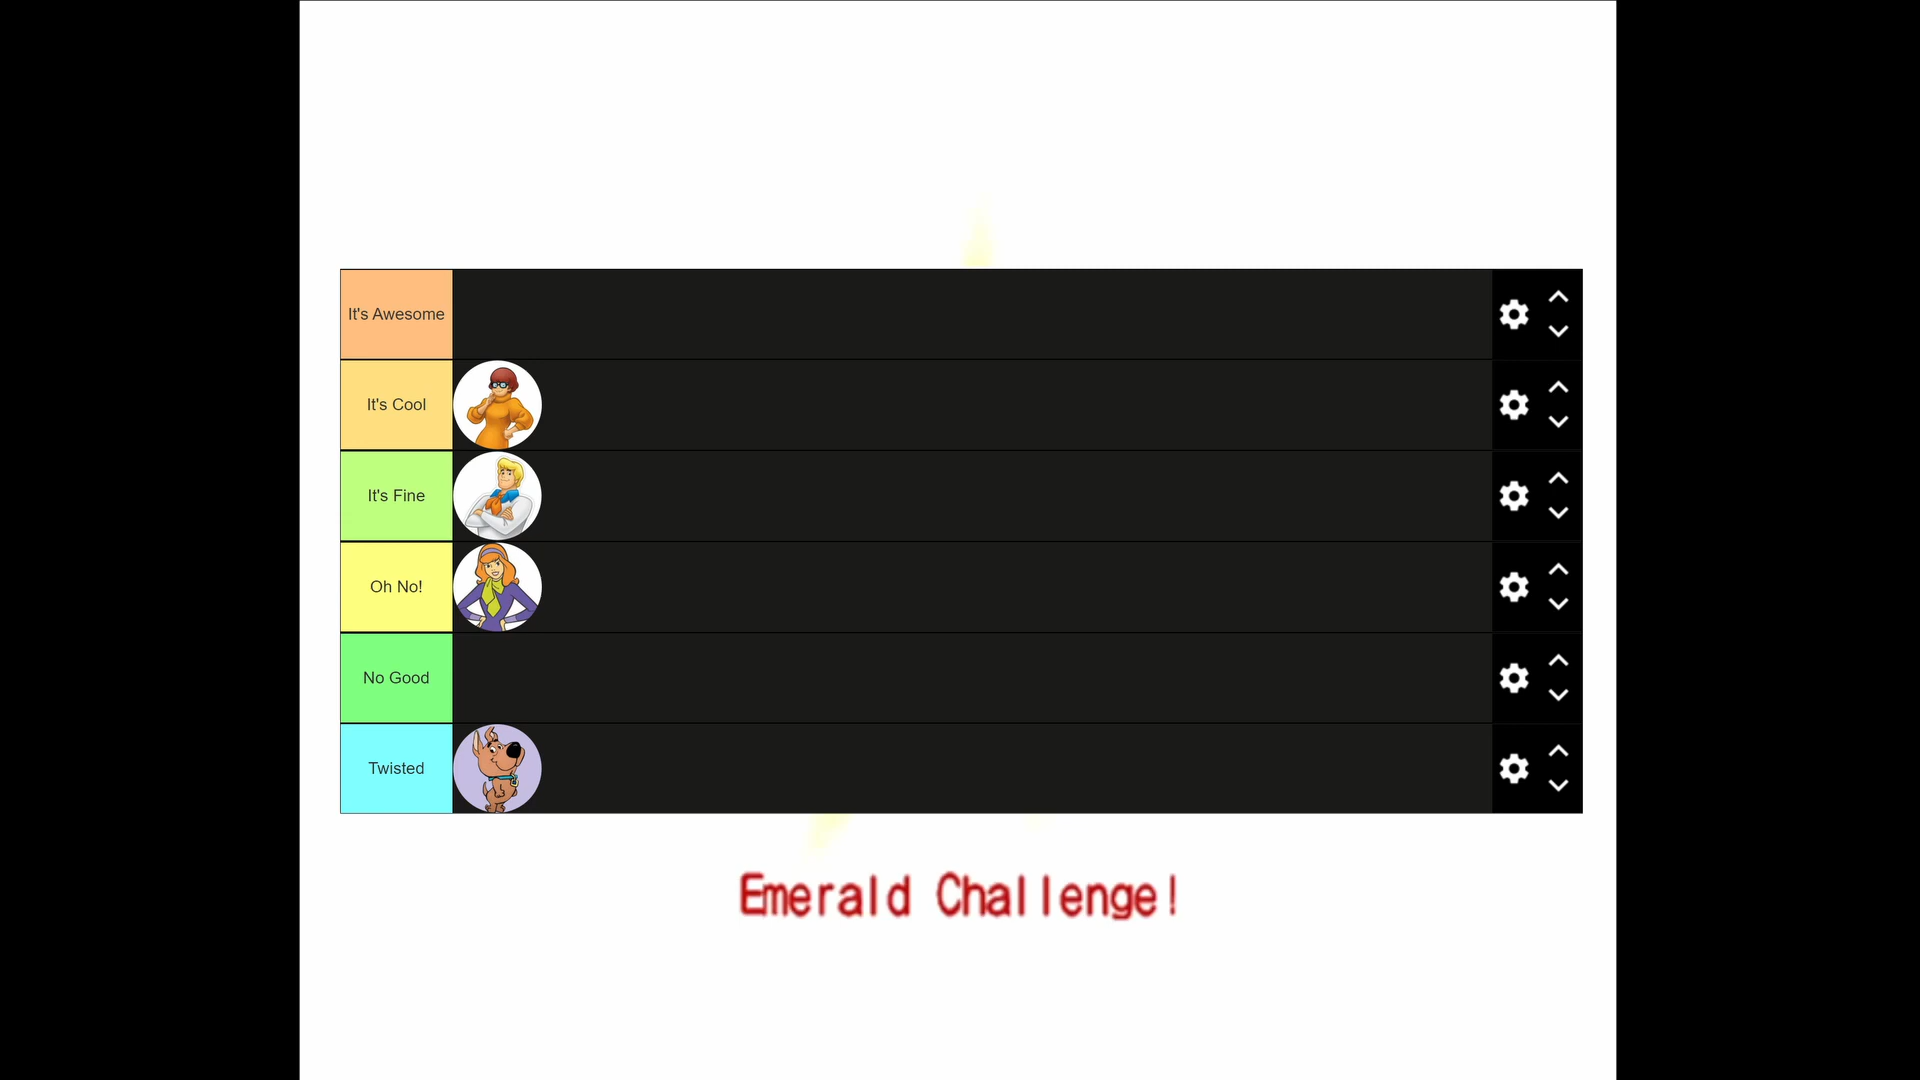 It's Awesome
It's Cool
It's Fine
Oh No!
No Good
Twisted
Emerald Challenge!